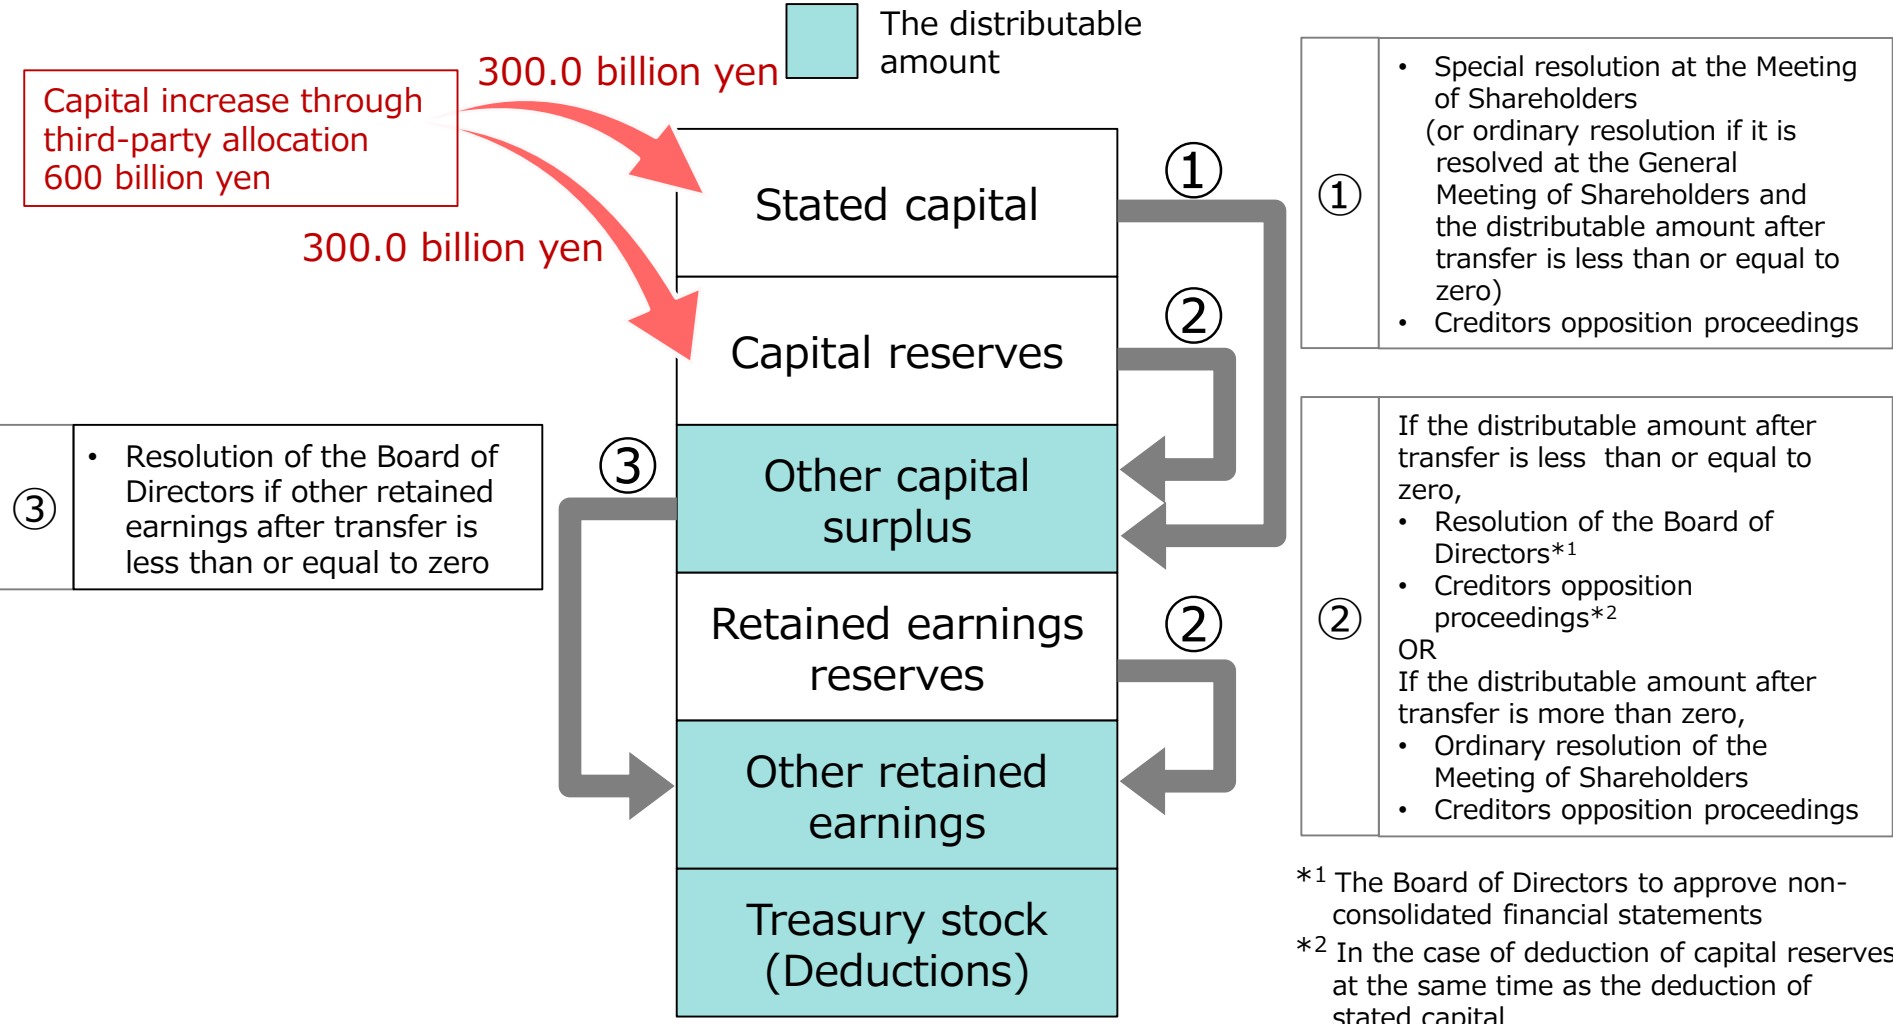 The distributable
amount
Capital increase through
third-party allocation
600 billion yen
300.0 billion yen
300.0 billion yen
Stated capital
Capital reserves
Other capital
surplus
Retained earnings
reserves
Other retained
earnings
Treasury stock
(Deductions)
①
②
③
②
③
• Resolution of the Board of
Directors if other retained
earnings after transfer is
less than or equal to zero
①
• Special resolution at the Meeting
of Shareholders
(or ordinary resolution if it is
resolved at the General
Meeting of Shareholders and
the distributable amount after
transfer is less than or equal to
zero)
• Creditors opposition proceedings
②
If the distributable amount after
transfer is less than or equal to
zero,
• Resolution of the Board of
Directors*1
• Creditors opposition
proceedings*2
OR
If the distributable amount after
transfer is more than zero,
• Ordinary resolution of the
Meeting of Shareholders
• Creditors opposition proceedings
*1 The Board of Directors to approve non-
consolidated financial statements
*2 In the case of deduction of capital reserves
at the same time as the deduction of
stated capital